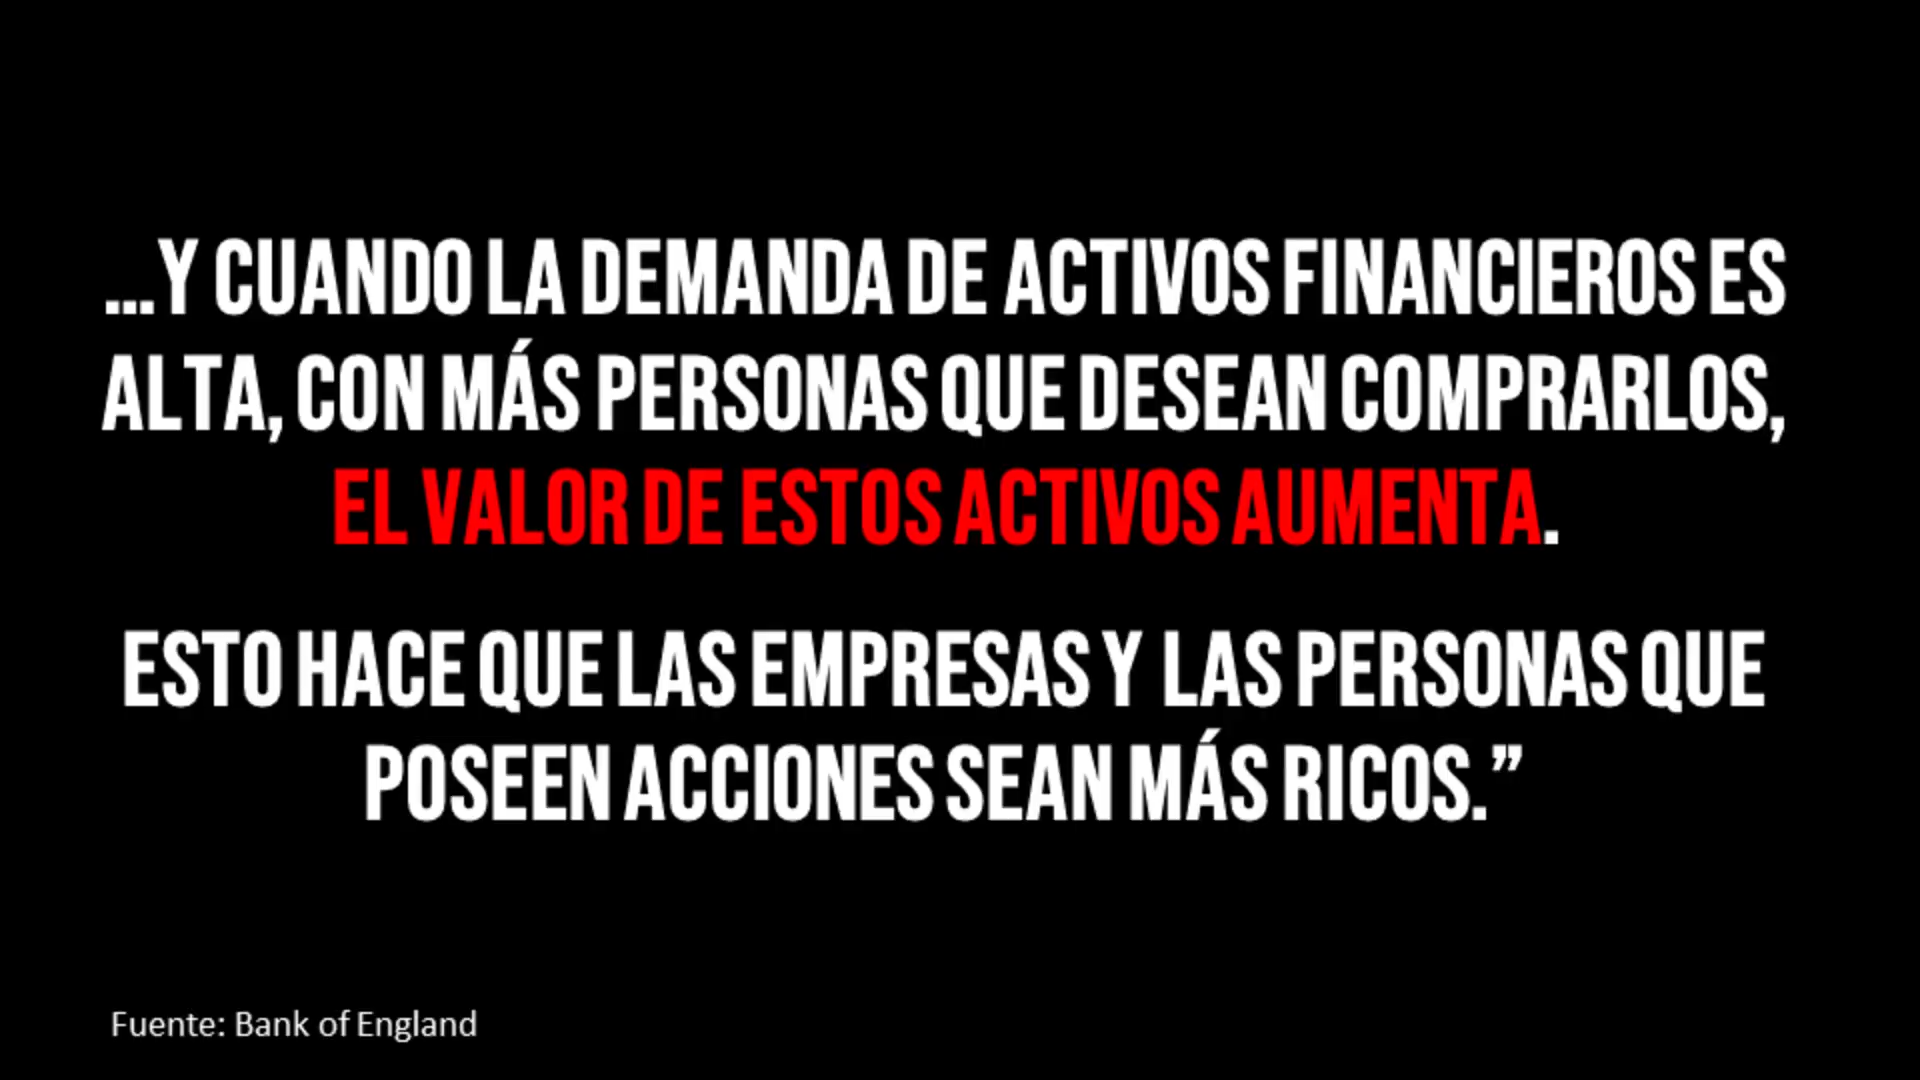 ...Y CUANDO LA DEMANDA DE ACTIVOS FINANCIEROS ES
ALTA, CON MÁS PERSONAS QUE DESEAN COMPRARLOS,
EL VALOR DE ESTOS ACTIVOS AUMENTA.
ESTO HACE QUE LAS EMPRESAS Y LAS PERSONAS QUE
POSEEN ACCIONES SEAN MÁS RICOS.”
Fuente: Bank of England